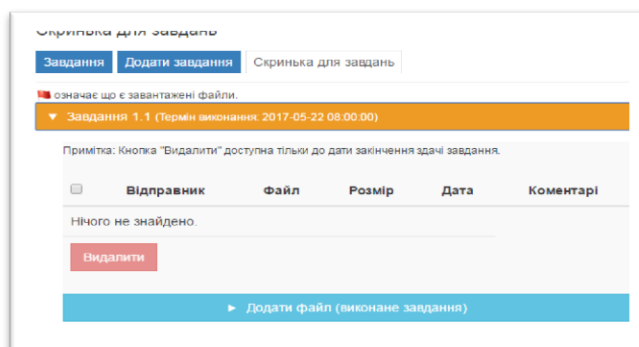 Скринька для завдань
Завдання Додати завдання Скринька для завдань
означає що є завантажені файли.
▼ Завдання 1.1 (Термін виконання: 2017-05-22 08:00:00)
Примітка: Кнопка "Видалити" доступна тільки до дати закінчення здачі завдання.
Відправник Файл Розмір Дата Коментарі
Нічого не знайдено.
Видалити
► Додати файл (виконане завдання)